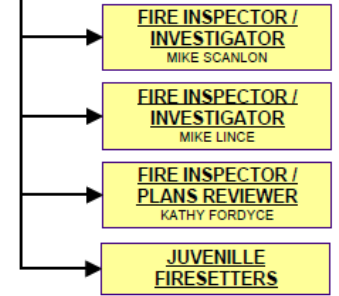 FIRE INSPECTOR /
INVESTIGATOR
MIKE SCANLON
FIRE INSPECTOR /
INVESTIGATOR
MIKE LINCE
FIRE INSPECTOR /
PLANS REVIEWER
KATHY FORDYCE
JUVENILLE
FIRESETTERS